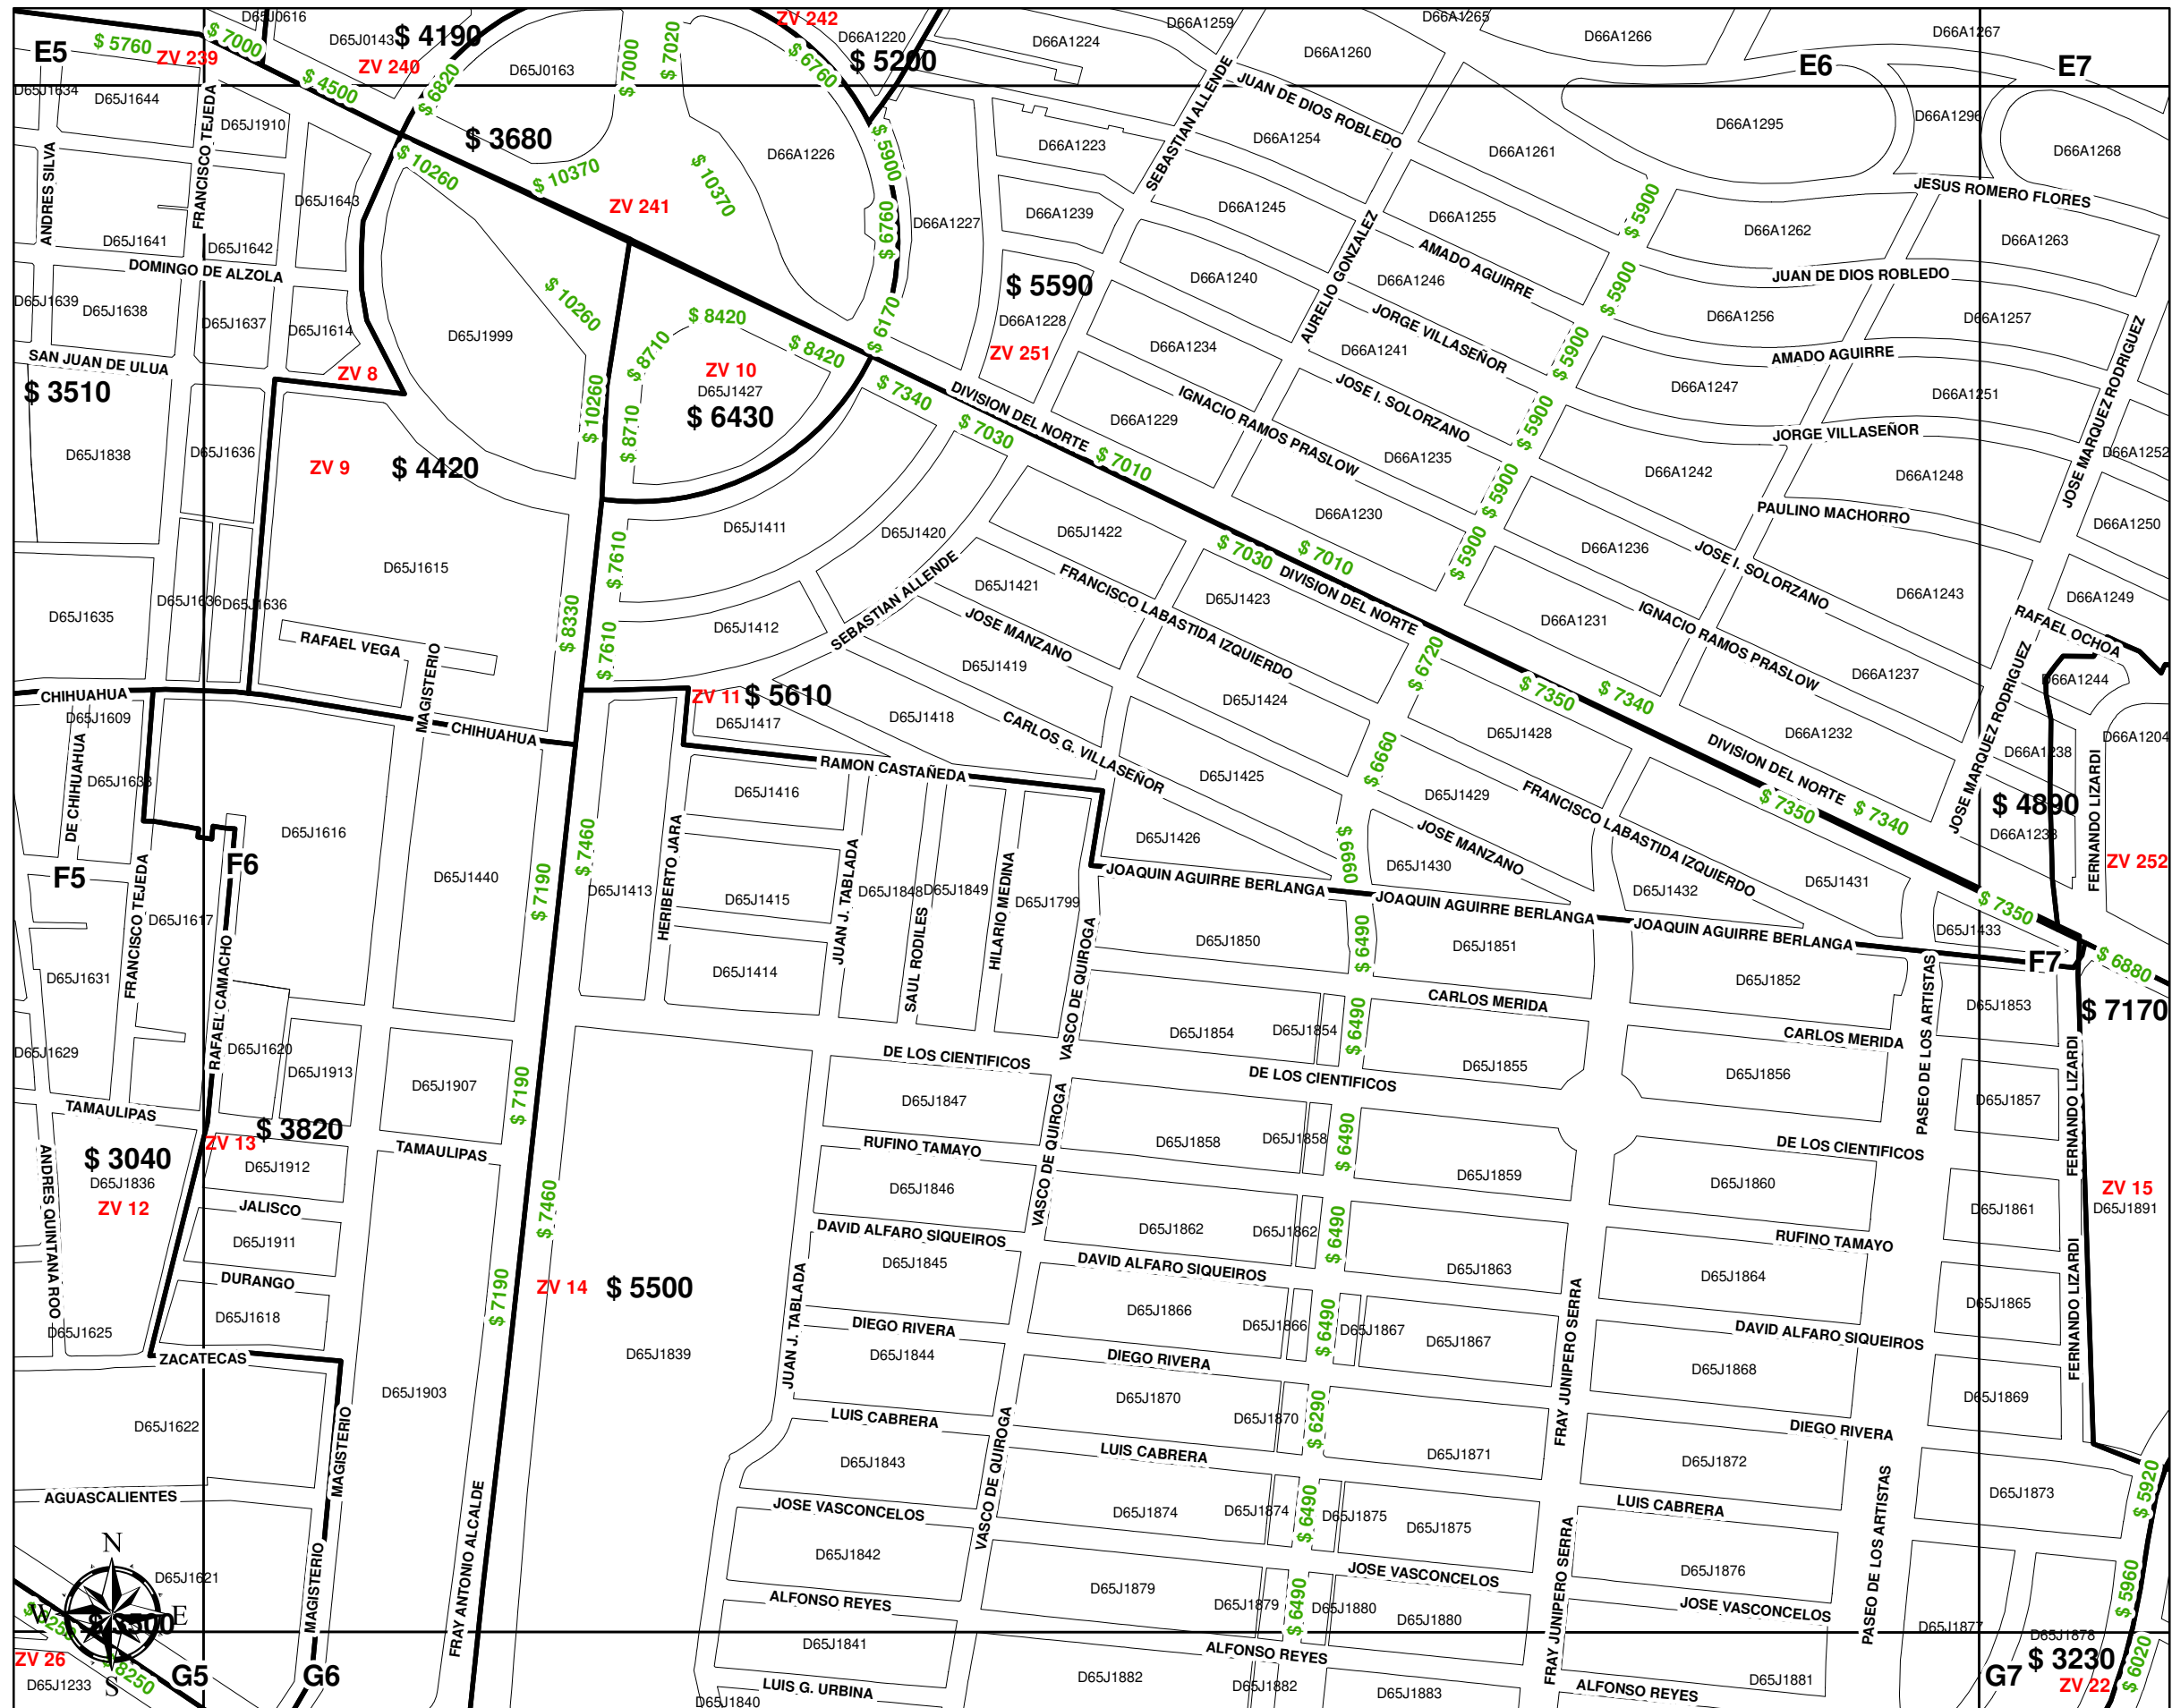 D65J0616
ZV 242
D66A1259
D66A1265
D66A1267
$ 5760
$ 7000
D65J0143
$ 4190
$ 7000
$ 7020
D66A1220
D66A1224
D66A1260
D66A1266
E5
ZV 239
ZV 240
$ 6820
D65J0163
$ 6760
$ 5200
E6
E7
D65J1634
D65J1644
$ 4500
JUAN DE DIOS ROBLEDO
D65J1910
FRANCISCO TEJEDA
$ 3680
D66A1226
$ 5900
D66A1223
SEBASTIAN ALLENDE
D66A1254
D66A1261
D66A1295
D66A1296
D66A1268
ANDRES SILVA
$ 10260
$ 10370
$ 10370
JESUS ROMERO FLORES
D65J1643
ZV 241
D66A1227
D66A1239
D66A1245
D66A1255
$ 5900
D65J1641
D65J1642
$ 6760
AURELIO GONZALEZ
AMADO AGUIRRE
D66A1262
D66A1263
DOMINGO DE ALZOLA
$ 5590
D66A1240
D66A1246
$ 5900
JUAN DE DIOS ROBLEDO
D65J1639
D65J1638
D65J1637
D65J1614
D65J1999
$ 10260
$ 8420
$ 6170
D66A1228
D66A1256
D66A1257
SAN JUAN DE ULUA
$ 8710
$ 8420
ZV 251
D66A1234
D66A1241
JORGE VILLASEÑOR
$ 5900
AMADO AGUIRRE
JOSE MARQUEZ RODRIGUEZ
ZV 8
ZV 10
D65J1427
$ 3510
$ 10260
$ 8710
$ 6430
$ 7340
DIVISION DEL NORTE
IGNACIO RAMOS PRASLOW
JOSE I. SOLORZANO
D66A1247
D66A1251
$ 7030
D66A1229
$ 5900
JORGE VILLASEÑOR
D65J1838
D65J1636
ZV 9
$ 4420
$ 7010
D66A1235
D66A1242
D66A1248
D66A1252
$ 5900
D65J1411
D65J1420
D65J1422
D66A1230
PAULINO MACHORRO
D66A1250
$ 7610
$ 7030
$ 7010
$ 5900
D66A1236
JOSE I. SOLORZANO
D65J1615
D65J1421
FRANCISCO LABASTIDA IZQUIERDO
D65J1423
DIVISION DEL NORTE
D66A1243
D66A1249
D65J1635
D65J1636
D65J1636
$ 8330
D65J1412
SEBASTIAN ALLENDE
JOSE MANZANO
D66A1231
IGNACIO RAMOS PRASLOW
RAFAEL OCHOA
RAFAEL VEGA
MAGISTERIO
$ 7610
D65J1419
$ 6720
D66A1237
D66A1244
CHIHUAHUA
ZV 11
$ 5610
D65J1424
$ 7350
$ 7340
JOSE MARQUEZ RODRIGUEZ
D65J1609
CHIHUAHUA
D65J1417
D65J1418
CARLOS G. VILLASEÑOR
D65J1428
DIVISION DEL NORTE
D66A1232
D66A1238
D66A1204
DE CHIHUAHUA
D65J1633
RAMON CASTAÑEDA
$ 6660
D65J1425
D65J1416
D65J1429
FRANCISCO LABASTIDA IZQUIERDO
$ 7350
$ 7340
$ 4890
FERNANDO LIZARDI
D65J1616
$ 7460
HERIBERTO JARA
D65J1426
$ 6660
JOSE MANZANO
D66A1238
F5
F6
JOAQUIN AGUIRRE BERLANGA
D65J1430
ZV 252
D65J1440
$ 7190
D65J1413
D65J1415
JUAN J. TABLADA
D65J1848
D65J1849
HILARIO MEDINA
D65J1799
JOAQUIN AGUIRRE BERLANGA
D65J1432
D65J1431
$ 7350
D65J1617
FRANCISCO TEJEDA
SAUL RODILES
D65J1850
$ 6490
D65J1851
JOAQUIN AGUIRRE BERLANGA
D65J1433
D65J1631
RAFAEL CAMACHO
D65J1414
VASCO DE QUIROGA
D65J1852
F7
$ 6880
CARLOS MERIDA
PASEO DE LOS ARTISTAS
D65J1853
$ 7170
D65J1629
D65J1620
D65J1854
D65J1854
$ 6490
CARLOS MERIDA
DE LOS CIENTIFICOS
D65J1913
D65J1907
$ 7190
DE LOS CIENTIFICOS
D65J1855
D65J1856
FERNANDO LIZARDI
TAMAULIPAS
D65J1847
D65J1857
ZV 13
$ 3820
TAMAULIPAS
RUFINO TAMAYO
VASCO DE QUIROGA
D65J1858
D65J1858
$ 6490
DE LOS CIENTIFICOS
$ 3040
D65J1836
D65J1912
D65J1846
D65J1859
D65J1860
ZV 15
ZV 12
JALISCO
$ 7460
D65J1861
D65J1891
ANDRES QUINTANA ROO
D65J1911
DAVID ALFARO SIQUEIROS
D65J1862
D65J1862
$ 6490
RUFINO TAMAYO
DURANGO
$ 7190
ZV 14
$ 5500
D65J1845
DAVID ALFARO SIQUEIROS
D65J1863
D65J1864
FERNANDO LIZARDI
D65J1618
JUAN J. TABLADA
D65J1866
D65J1866
$ 6490
D65J1865
D65J1625
DIEGO RIVERA
D65J1867
D65J1867
FRAY JUNIPERO SERRA
DAVID ALFARO SIQUEIROS
ZACATECAS
D65J1839
D65J1844
DIEGO RIVERA
D65J1868
D65J1903
D65J1870
D65J1870
$ 6290
D65J1869
D65J1622
LUIS CABRERA
DIEGO RIVERA
MAGISTERIO
VASCO DE QUIROGA
LUIS CABRERA
D65J1871
D65J1843
D65J1872
$ 5920
AGUASCALIENTES
JOSE VASCONCELOS
D65J1874
D65J1874
$ 6490
D65J1875
D65J1875
LUIS CABRERA
PASEO DE LOS ARTISTAS
D65J1873
N
FRAY ANTONIO ALCALDE
D65J1842
JOSE VASCONCELOS
D65J1876
D65J1621
MAGISTERIO
ALFONSO REYES
D65J1879
D65J1879
$ 6490
D65J1880
D65J1880
FRAY JUNIPERO SERRA
JOSE VASCONCELOS
$ 5960
W
E
$ 3500
D65J1877
D65J1878
ZV 26
$ 8250
D65J1841
ALFONSO REYES
$ 3230
$ 6020
D65J1233
S
G5
G6
LUIS G. URBINA
D65J1882
D65J1882
D65J1883
ALFONSO REYES
D65J1881
G7
ZV 22
D65J1840